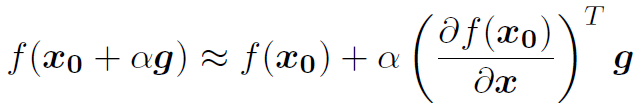 f(x₀ + αg) ≈ f(x₀) + α (∂f(x₀)/∂x)ᵀ g